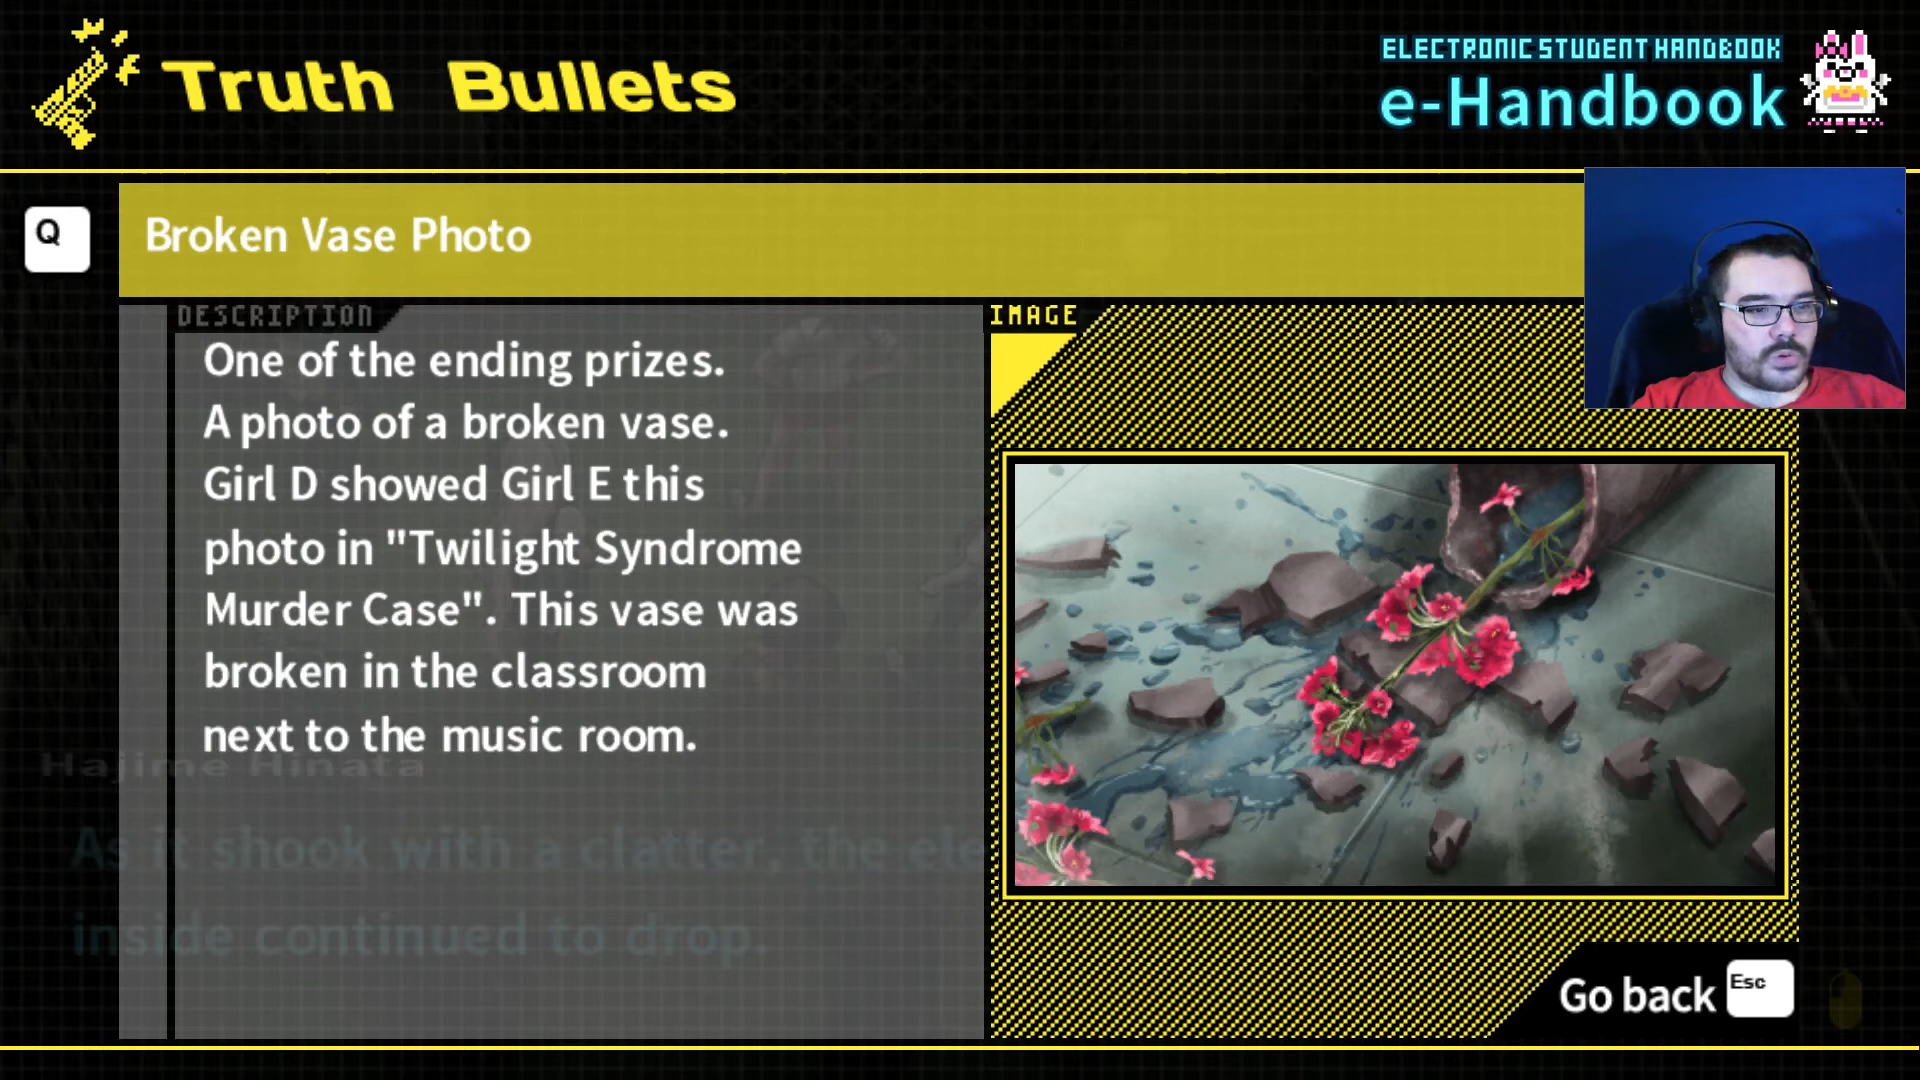 Truth Bullets
ELECTRONIC STUDENT HANDBOOK
e-Handbook
Q
Broken Vase Photo
DESCRIPTION
IMAGE
One of the ending prizes.
A photo of a broken vase.
Girl D showed Girl E this
photo in "Twilight Syndrome
Murder Case". This vase was
broken in the classroom
next to the music room.
Hajime Hinata
As it shook with a clatter, the ele
inside continued to drop.
Go back
Esc